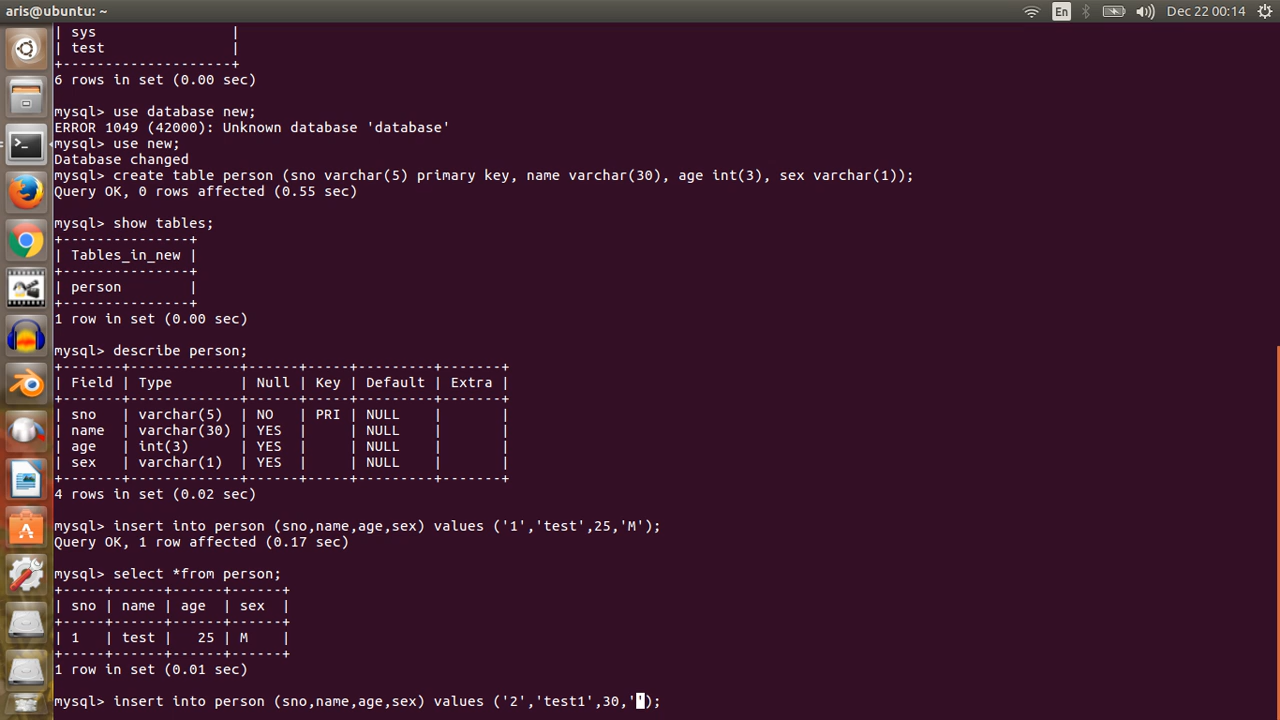 aris@ubuntu: ~
En
Dec 22 00:14
| sys                |
| test               |
+--------------------+
6 rows in set (0.00 sec)
mysql> use database new;
ERROR 1049 (42000): Unknown database 'database'
mysql> use new;
Database changed
mysql> create table person (sno varchar(5) primary key, name varchar(30), age int(3), sex varchar(1));
Query OK, 0 rows affected (0.55 sec)
mysql> show tables;
+---------------+
| Tables_in_new |
+---------------+
| person        |
+---------------+
1 row in set (0.00 sec)
mysql> describe person;
+-------+-------------+------+-----+---------+-------+
| Field | Type        | Null | Key | Default | Extra |
+-------+-------------+------+-----+---------+-------+
| sno   | varchar(5)  | NO   | PRI | NULL    |       |
| name  | varchar(30) | YES  |     | NULL    |       |
| age   | int(3)      | YES  |     | NULL    |       |
| sex   | varchar(1)  | YES  |     | NULL    |       |
+-------+-------------+------+-----+---------+-------+
4 rows in set (0.02 sec)
mysql> insert into person (sno,name,age,sex) values ('1','test',25,'M');
Query OK, 1 row affected (0.17 sec)
mysql> select *from person;
+-----+------+------+------+
| sno | name | age  | sex  |
+-----+------+------+------+
| 1   | test |   25 | M    |
+-----+------+------+------+
1 row in set (0.01 sec)
mysql> insert into person (sno,name,age,sex) values ('2','test1',30,'');